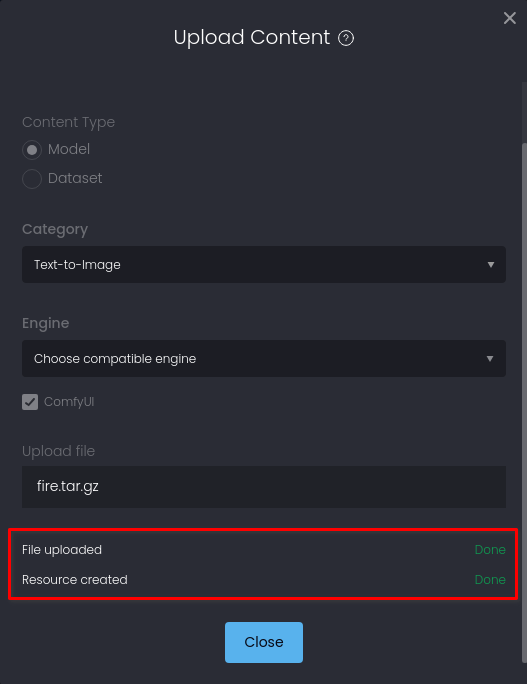 Upload Content ?
Content Type
Model
Dataset
Category
Text-to-Image
Engine
Choose compatible engine
ComfyUI
Upload file
fire.tar.gz
File uploaded Done
Resource created Done
Close